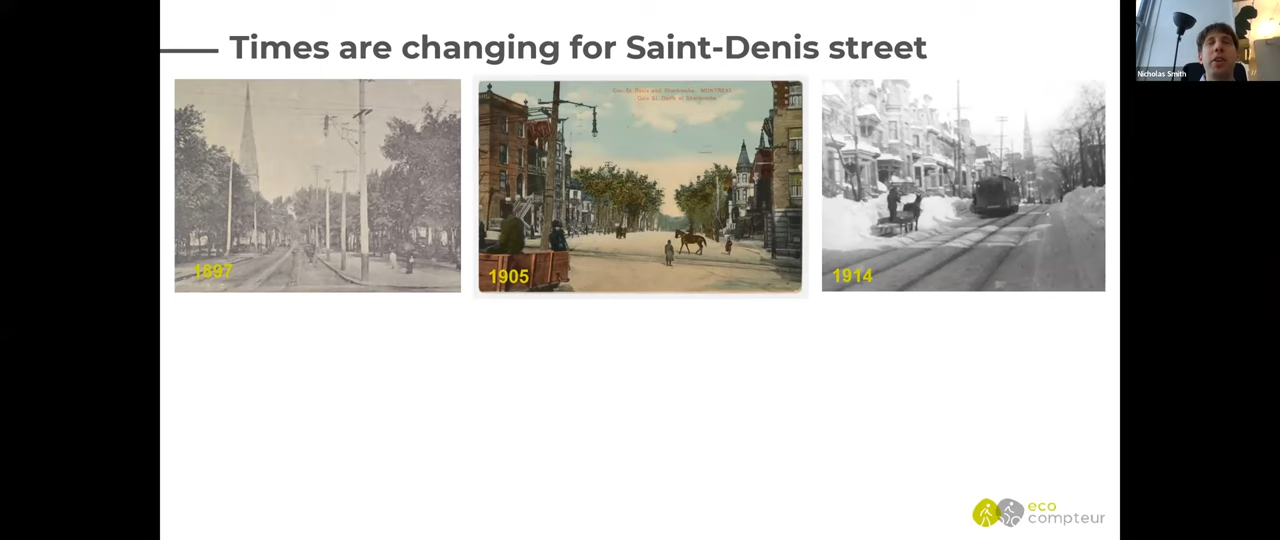 Times are changing for Saint-Denis street
Nicholas Smith
1897
1905
1914
eco
compteur